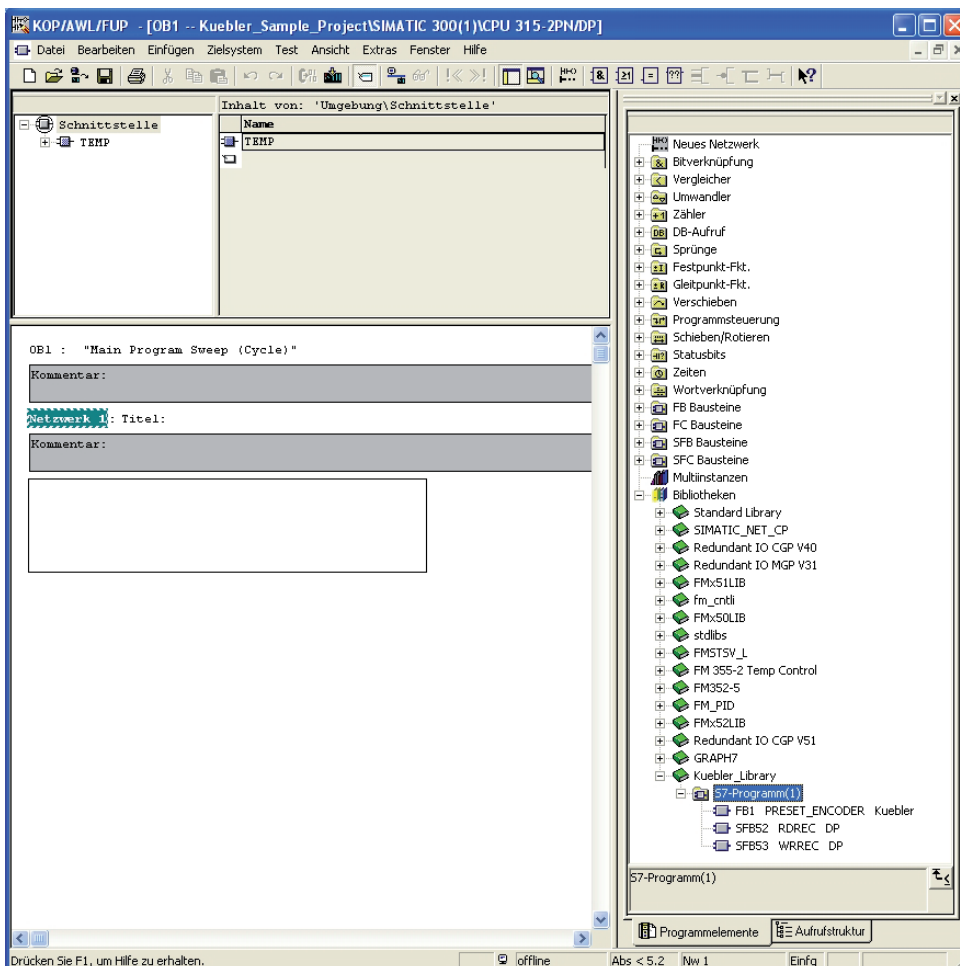 KOP/AWL/FUP - [OB1 -- Kuebler_Sample_Project\SIMATIC 300(1)\CPU 315-2PN/DP]
Datei Bearbeiten Einfügen Zielsystem Test Ansicht Extras Fenster Hilfe
Inhalt von: 'Umgebung\Schnittstelle'
Schnittstelle
TEMP
Name
TEMP
OB1 : "Main Program Sweep (Cycle)"
Kommentar:
Netzwerk 1: Titel:
Kommentar:
Neues Netzwerk
Bitverknüpfung
Vergleicher
Umwandler
Zähler
DB-Aufruf
Sprünge
Festpunkt-Fkt.
Gleitpunkt-Fkt.
Verschieben
Programmsteuerung
Schieben/Rotieren
Statusbits
Zeiten
Wortverknüpfung
FB Bausteine
FC Bausteine
SFB Bausteine
SFC Bausteine
Multiinstanzen
Bibliotheken
Standard Library
SIMATIC_NET_CP
Redundant IO CGP V40
Redundant IO MGP V31
FMx51LIB
fm_cntli
FMx50LIB
stdlibs
FMSTSV_L
FM 355-2 Temp Control
FM352-5
FM_PID
FMx52LIB
Redundant IO CGP V51
GRAPH7
Kuebler_Library
S7-Programm(1)
FB1 PRESET_ENCODER Kuebler
SFB52 RDREC DP
SFB53 WRREC DP
S7-Programm(1)
Programmelemente Aufrufstruktur
Drücken Sie F1, um Hilfe zu erhalten. offline Abs < 5.2 Nw 1 Einfg